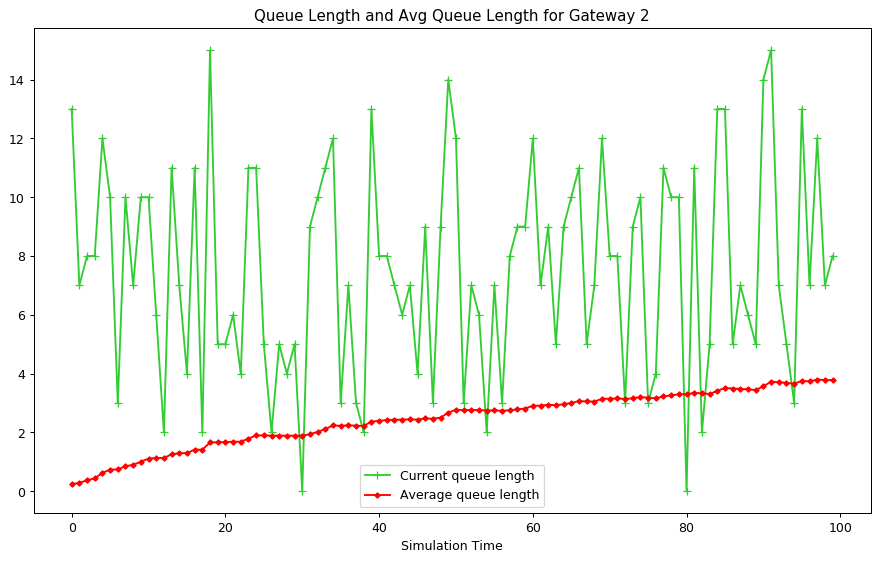 Queue Length and Avg Queue Length for Gateway 2
14
12
10
8
6
4
2
0
Current queue length
Average queue length
0 20 40 60 80 100
Simulation Time